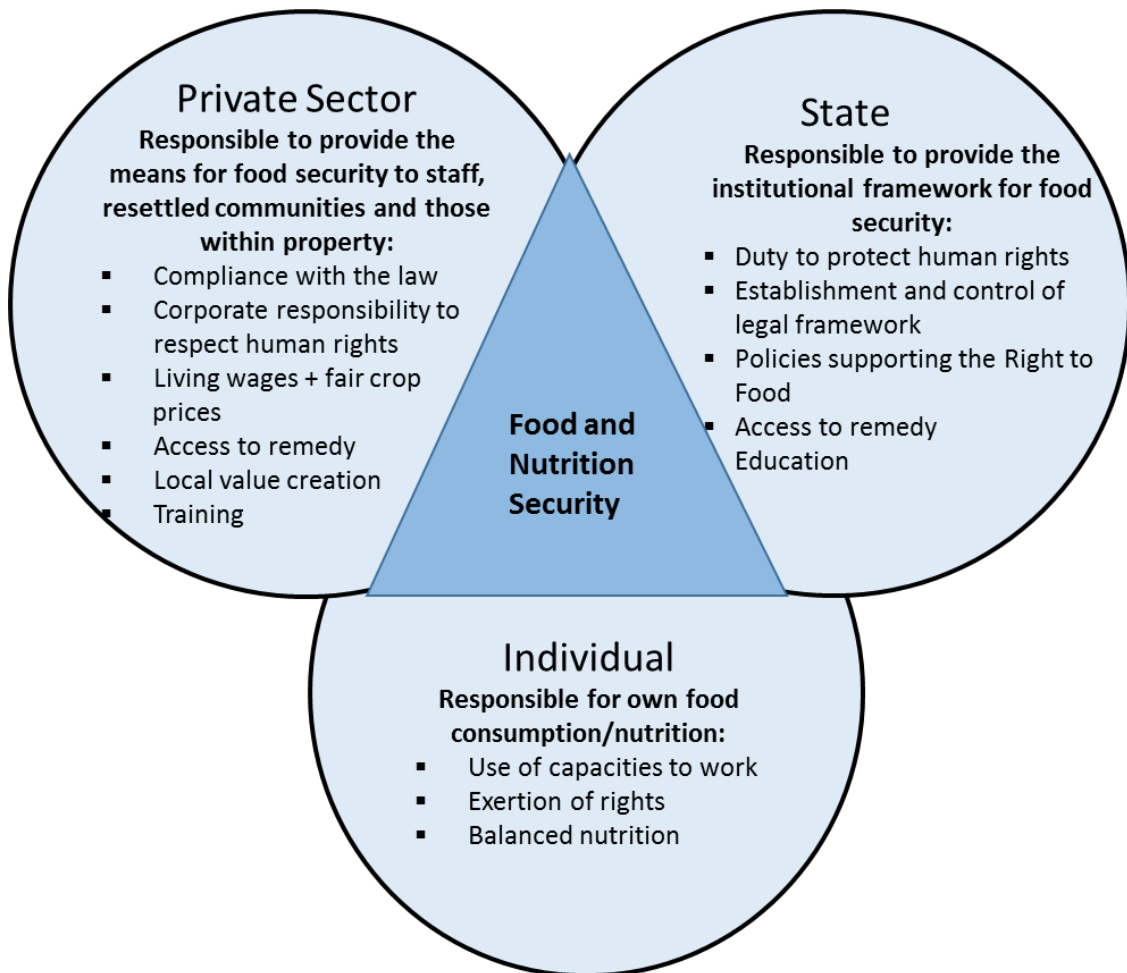 Private Sector
Responsible to provide the
means for food security to staff,
resettled communities and those
within property:
▪ Compliance with the law
▪ Corporate responsibility to
respect human rights
▪ Living wages + fair crop
prices
▪ Access to remedy
▪ Local value creation
▪ Training
State
Responsible to provide the
institutional framework for food
security:
▪ Duty to protect human rights
▪ Establishment and control of
legal framework
▪ Policies supporting the Right to
Food
▪ Access to remedy
Education
Food and
Nutrition
Security
Individual
Responsible for own food
consumption/nutrition:
▪ Use of capacities to work
▪ Exertion of rights
▪ Balanced nutrition